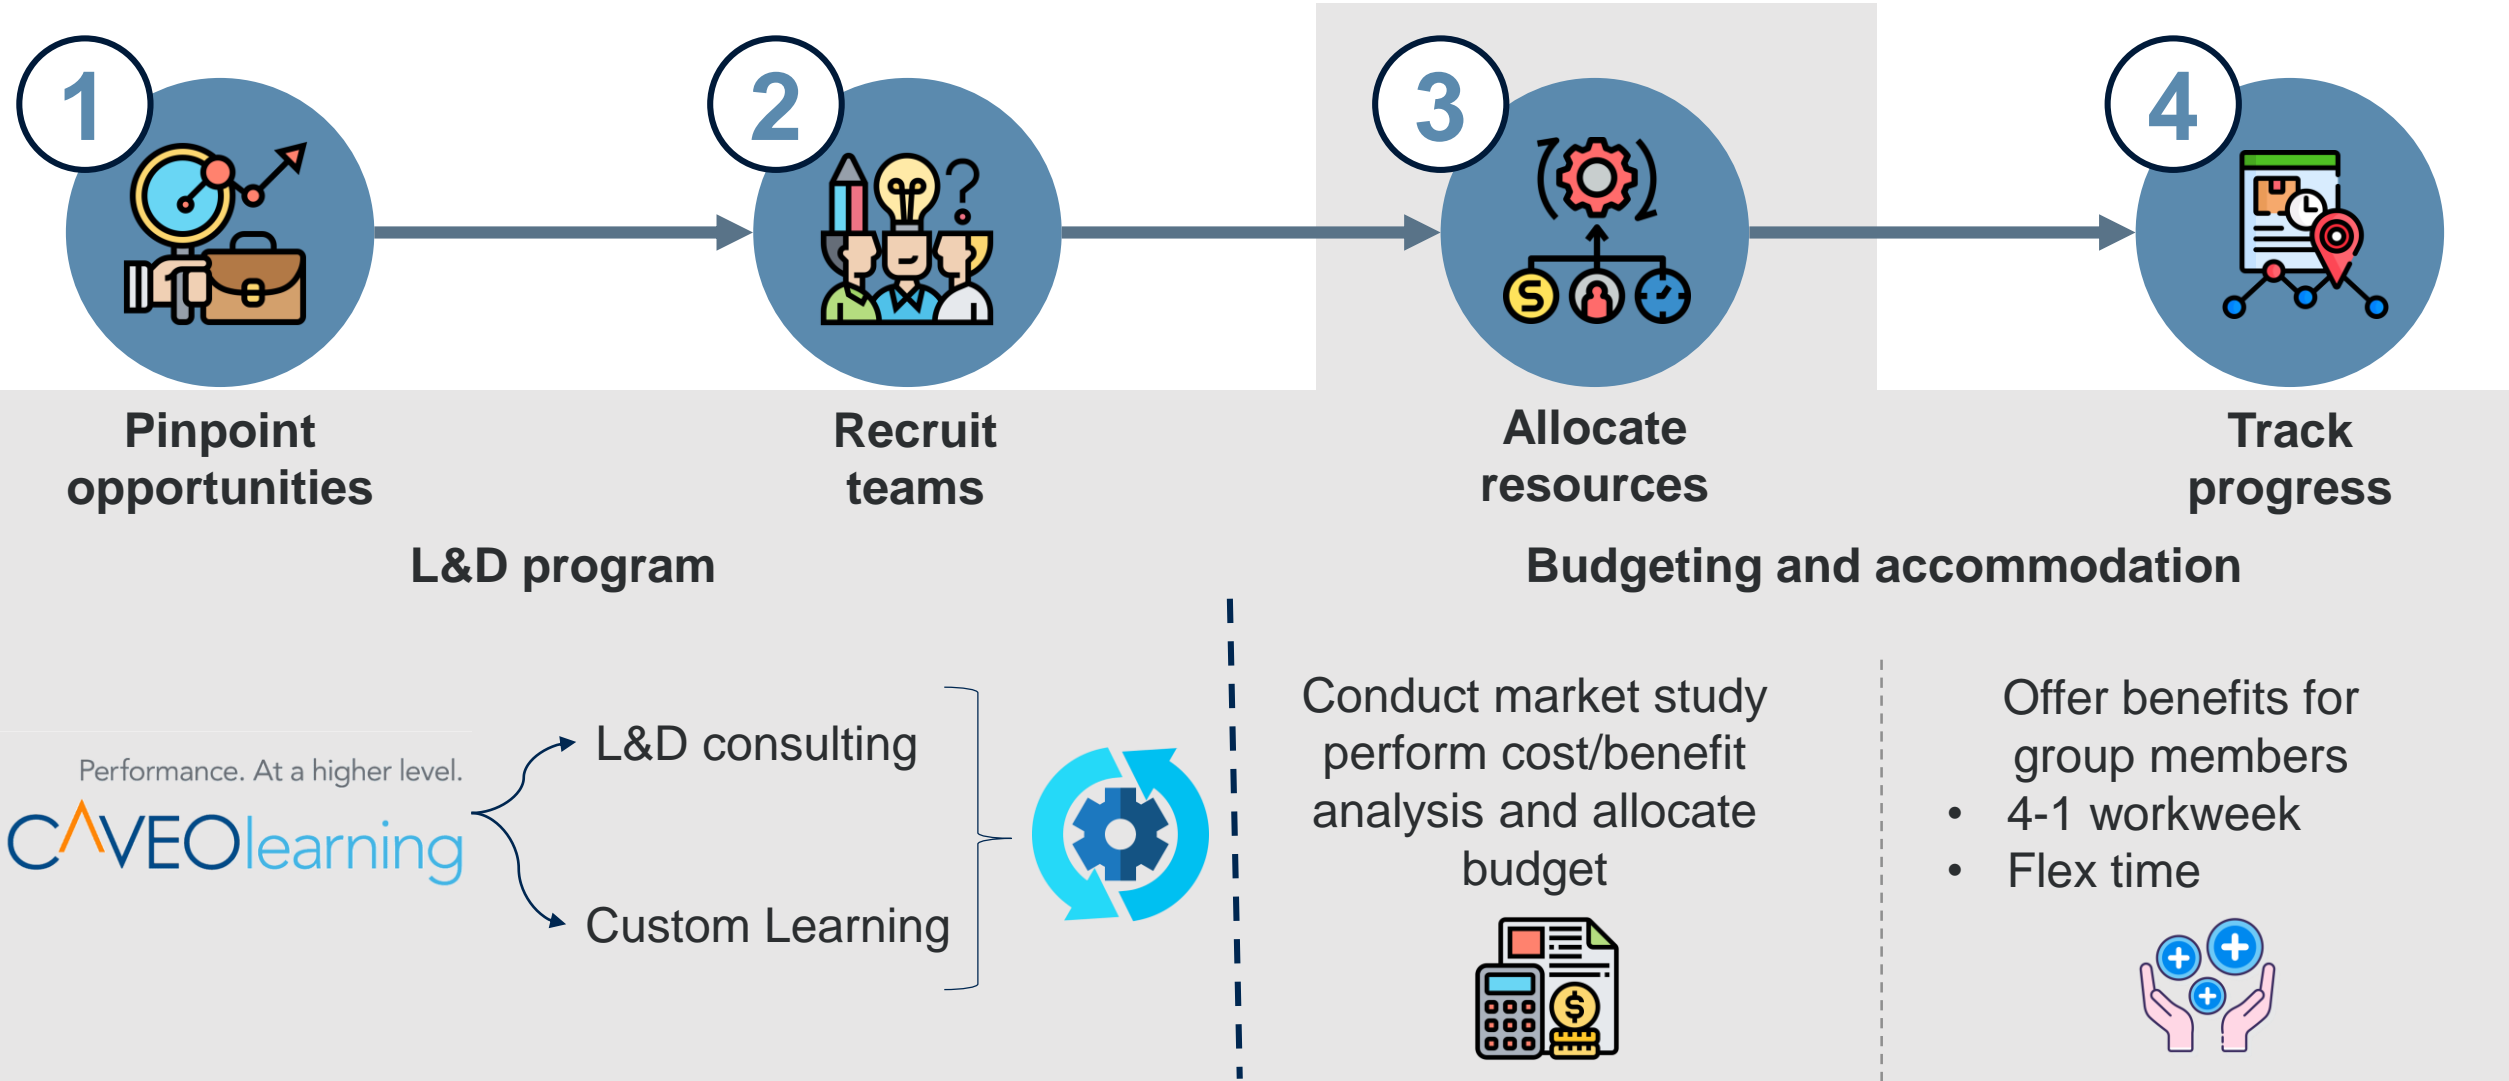 1
2
3
4
Pinpoint
opportunities
Recruit
teams
Allocate
resources
Track
progress
L&D program
Budgeting and accommodation
Performance. At a higher level.
CAVEOlearning
L&D consulting
Custom Learning
Conduct market study
perform cost/benefit
analysis and allocate
budget
Offer benefits for
group members
• 4-1 workweek
• Flex time